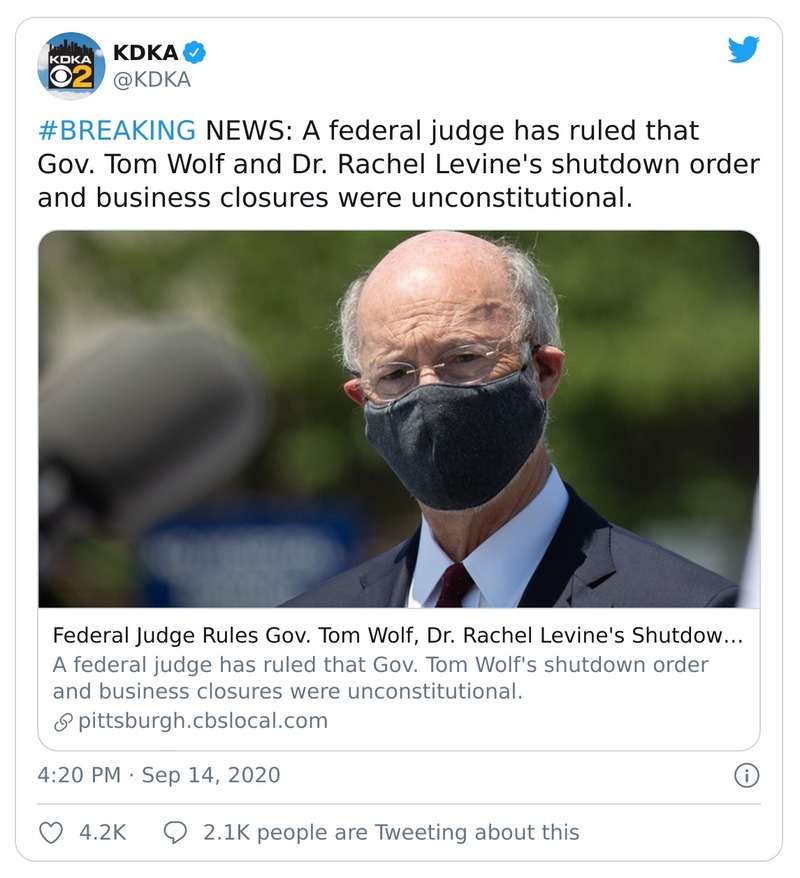 KDKA
@KDKA
KDKA
2
#BREAKING NEWS: A federal judge has ruled that
Gov. Tom Wolf and Dr. Rachel Levine's shutdown order
and business closures were unconstitutional.
Federal Judge Rules Gov. Tom Wolf, Dr. Rachel Levine's Shutdow...
A federal judge has ruled that Gov. Tom Wolf's shutdown order
and business closures were unconstitutional.
pittsburgh.cbslocal.com
4:20 PM · Sep 14, 2020
4.2K
2.1K people are Tweeting about this